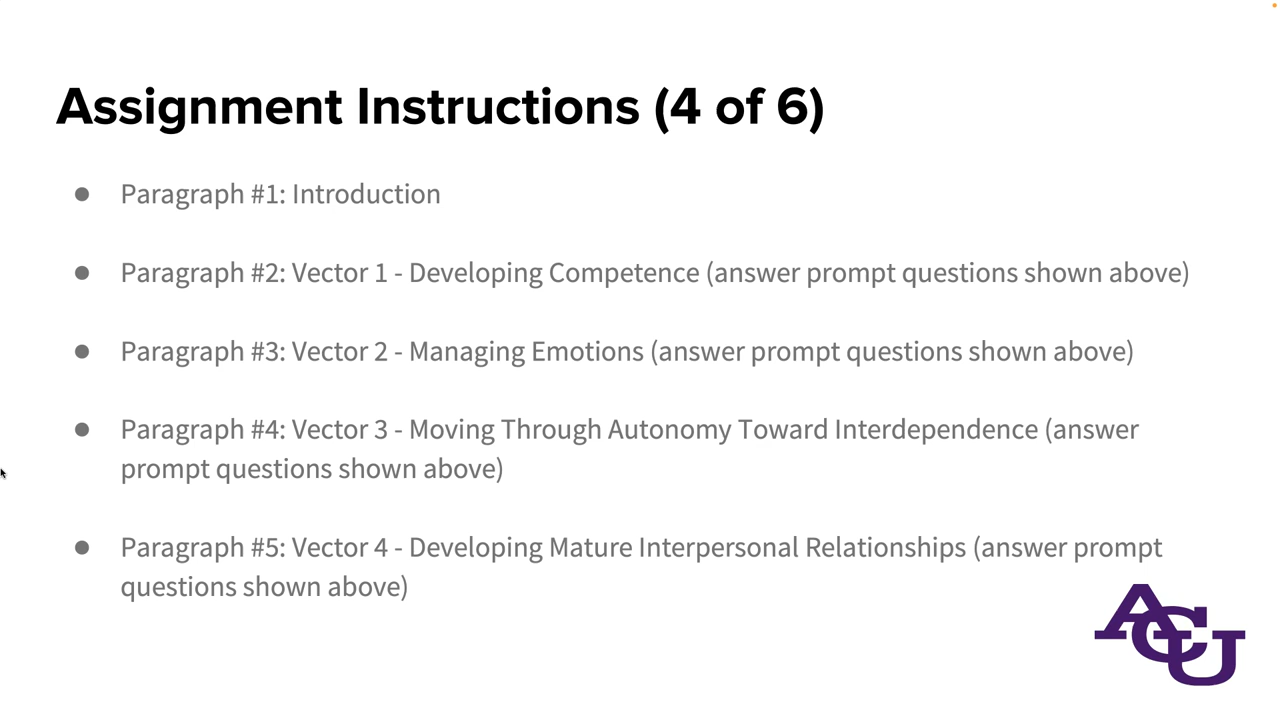 Assignment Instructions (4 of 6)
● Paragraph #1: Introduction
● Paragraph #2: Vector 1 - Developing Competence (answer prompt questions shown above)
● Paragraph #3: Vector 2 - Managing Emotions (answer prompt questions shown above)
● Paragraph #4: Vector 3 - Moving Through Autonomy Toward Interdependence (answer
prompt questions shown above)
● Paragraph #5: Vector 4 - Developing Mature Interpersonal Relationships (answer prompt
questions shown above)
ACU